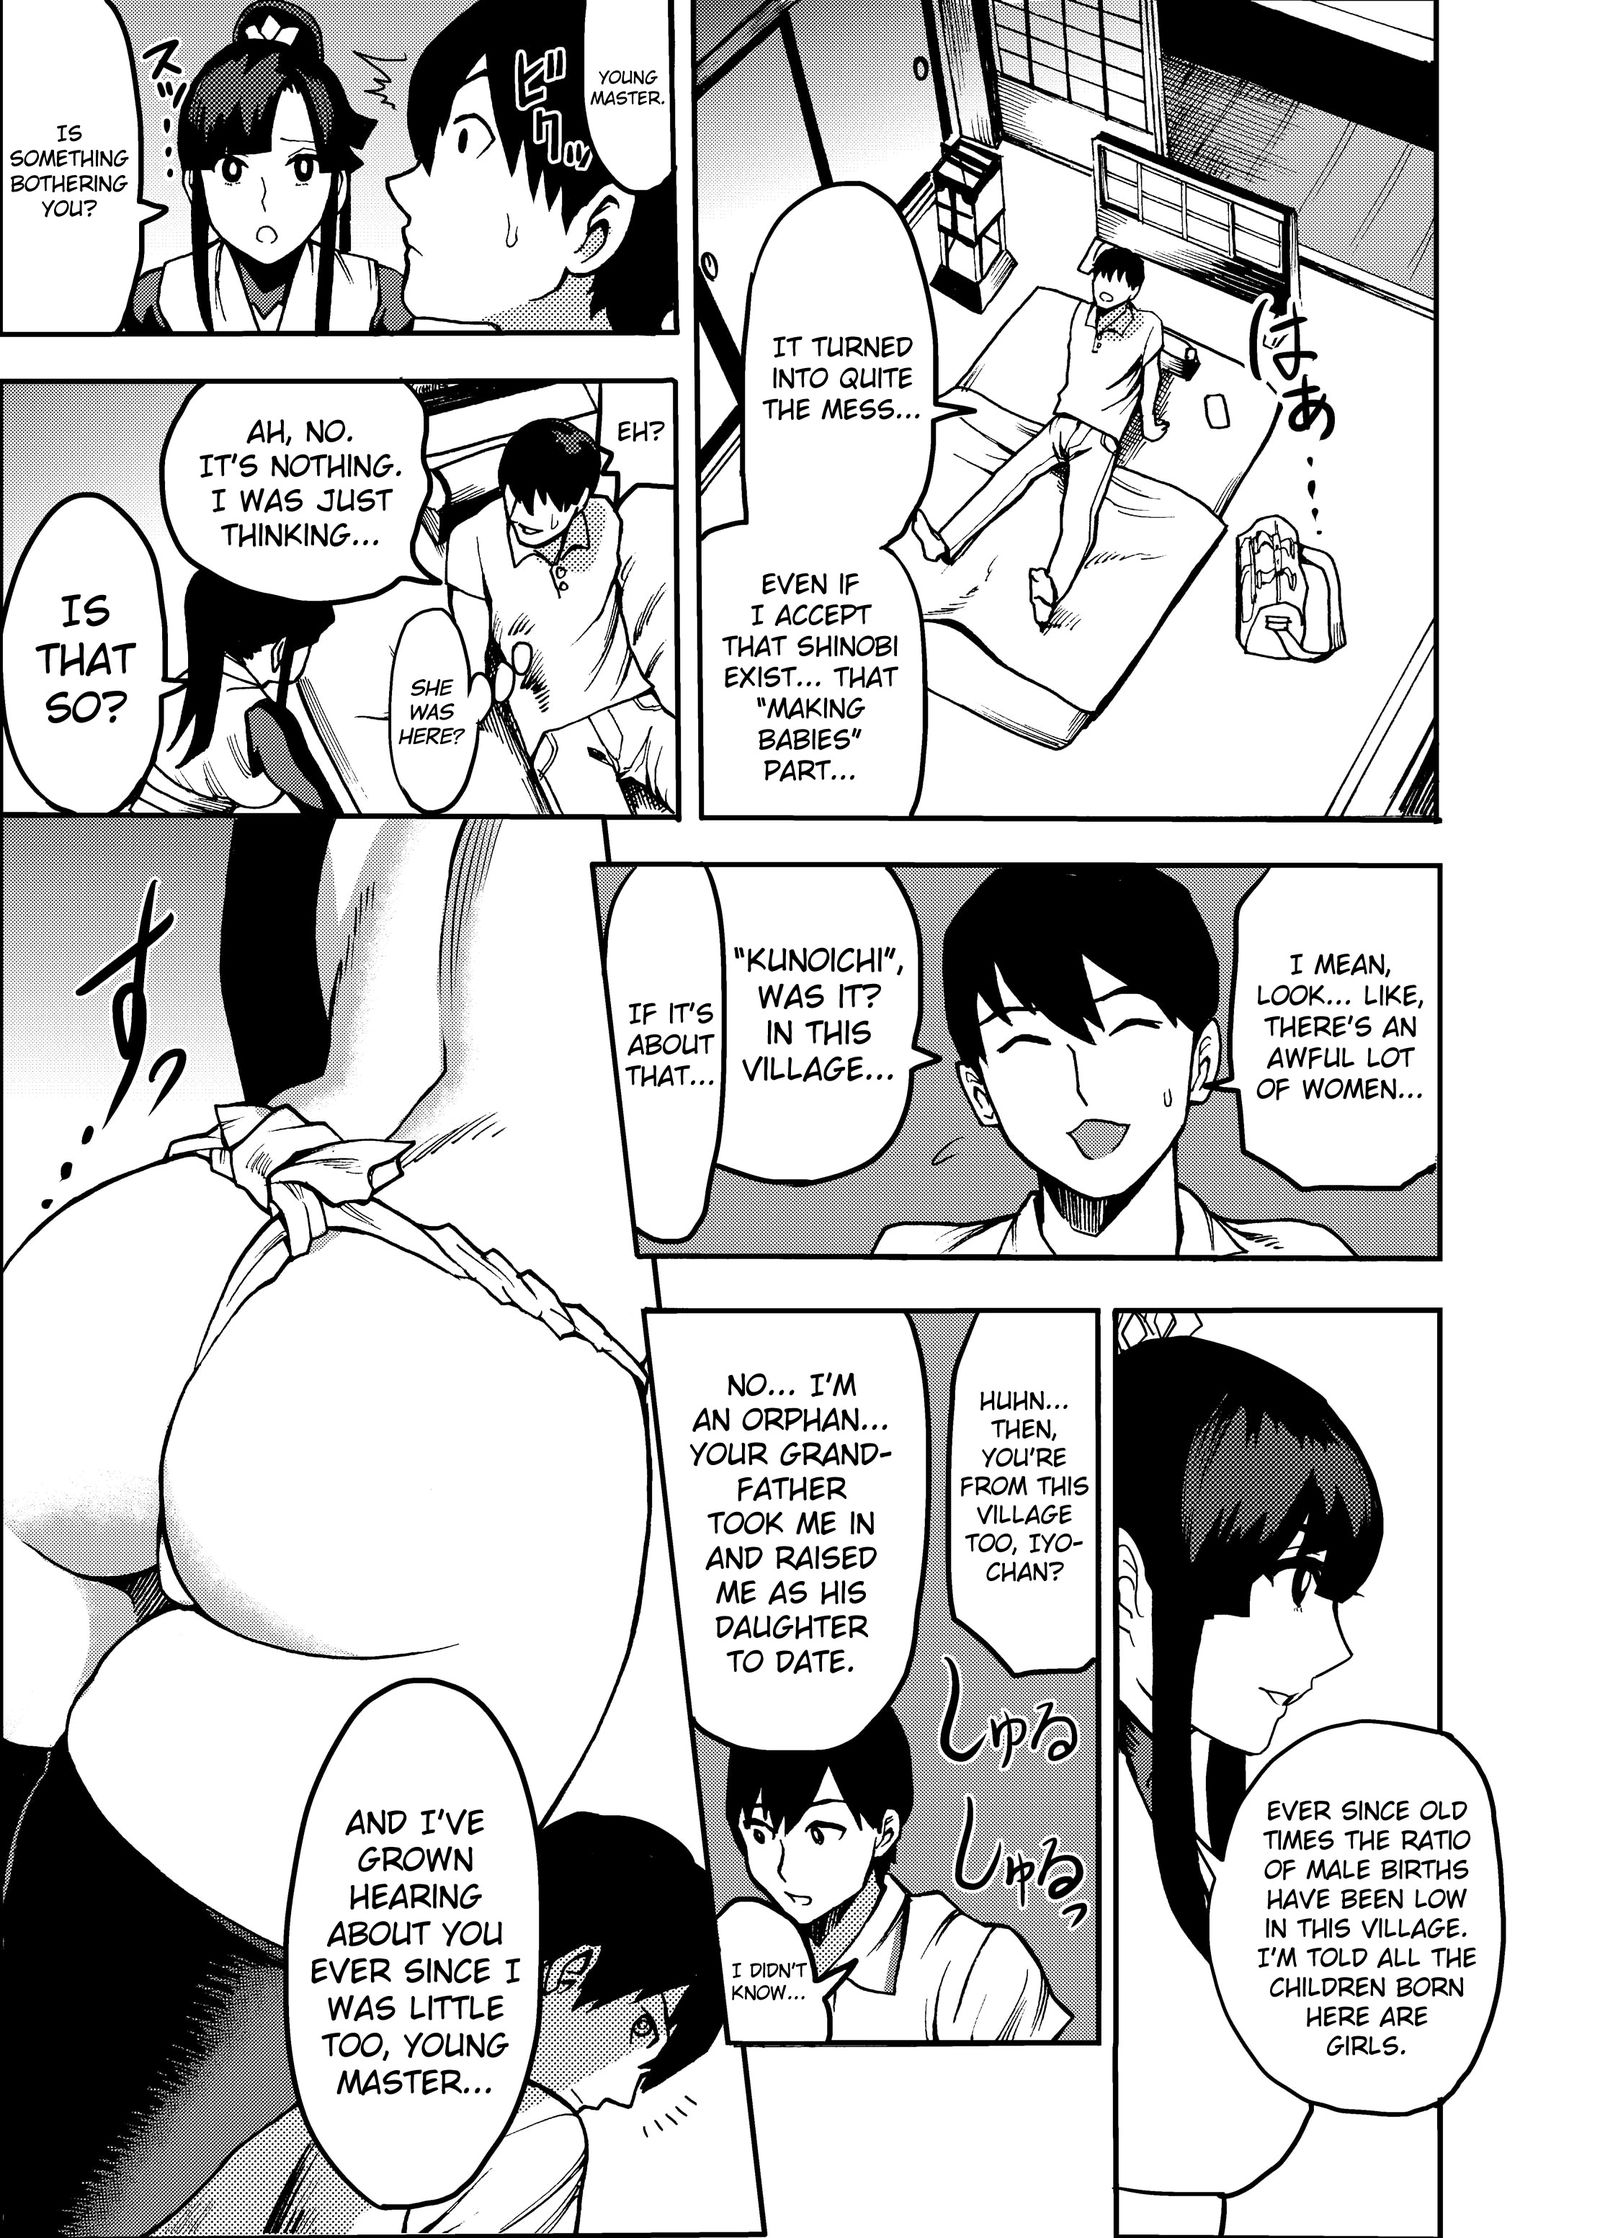 IT TURNED
INTO QUITE
THE MESS...
はぁ…
EVEN IF
I ACCEPT
THAT SHINOBI
EXIST... THAT
"MAKING
BABIES"
PART...
YOUNG
MASTER.
ビクッ
スッ…
IS
SOMETHING
BOTHERING
YOU?
EH?
AH, NO.
IT'S NOTHING.
I WAS JUST
THINKING...
SHE
WAS
HERE?
IS
THAT
SO?
I MEAN,
LOOK... LIKE,
THERE'S AN
AWFUL LOT
OF WOMEN...
"KUNOICHI",
WAS IT?
IN THIS
VILLAGE...
IF IT'S
ABOUT
THAT...
EVER SINCE OLD
TIMES THE RATIO
OF MALE BIRTHS
HAVE BEEN LOW
IN THIS VILLAGE.
I'M TOLD ALL THE
CHILDREN BORN
HERE ARE
GIRLS.
HUHN...
THEN,
YOU'RE
FROM THIS
VILLAGE
TOO, IYO-
CHAN?
しゅる
しゅるっ
NO... I'M
AN ORPHAN...
YOUR GRAND-
FATHER
TOOK ME IN
AND RAISED
ME AS HIS
DAUGHTER
TO DATE.
I DIDN'T
KNOW...
すっ…
AND I'VE
GROWN
HEARING
ABOUT YOU
EVER SINCE I
WAS LITTLE
TOO, YOUNG
MASTER...